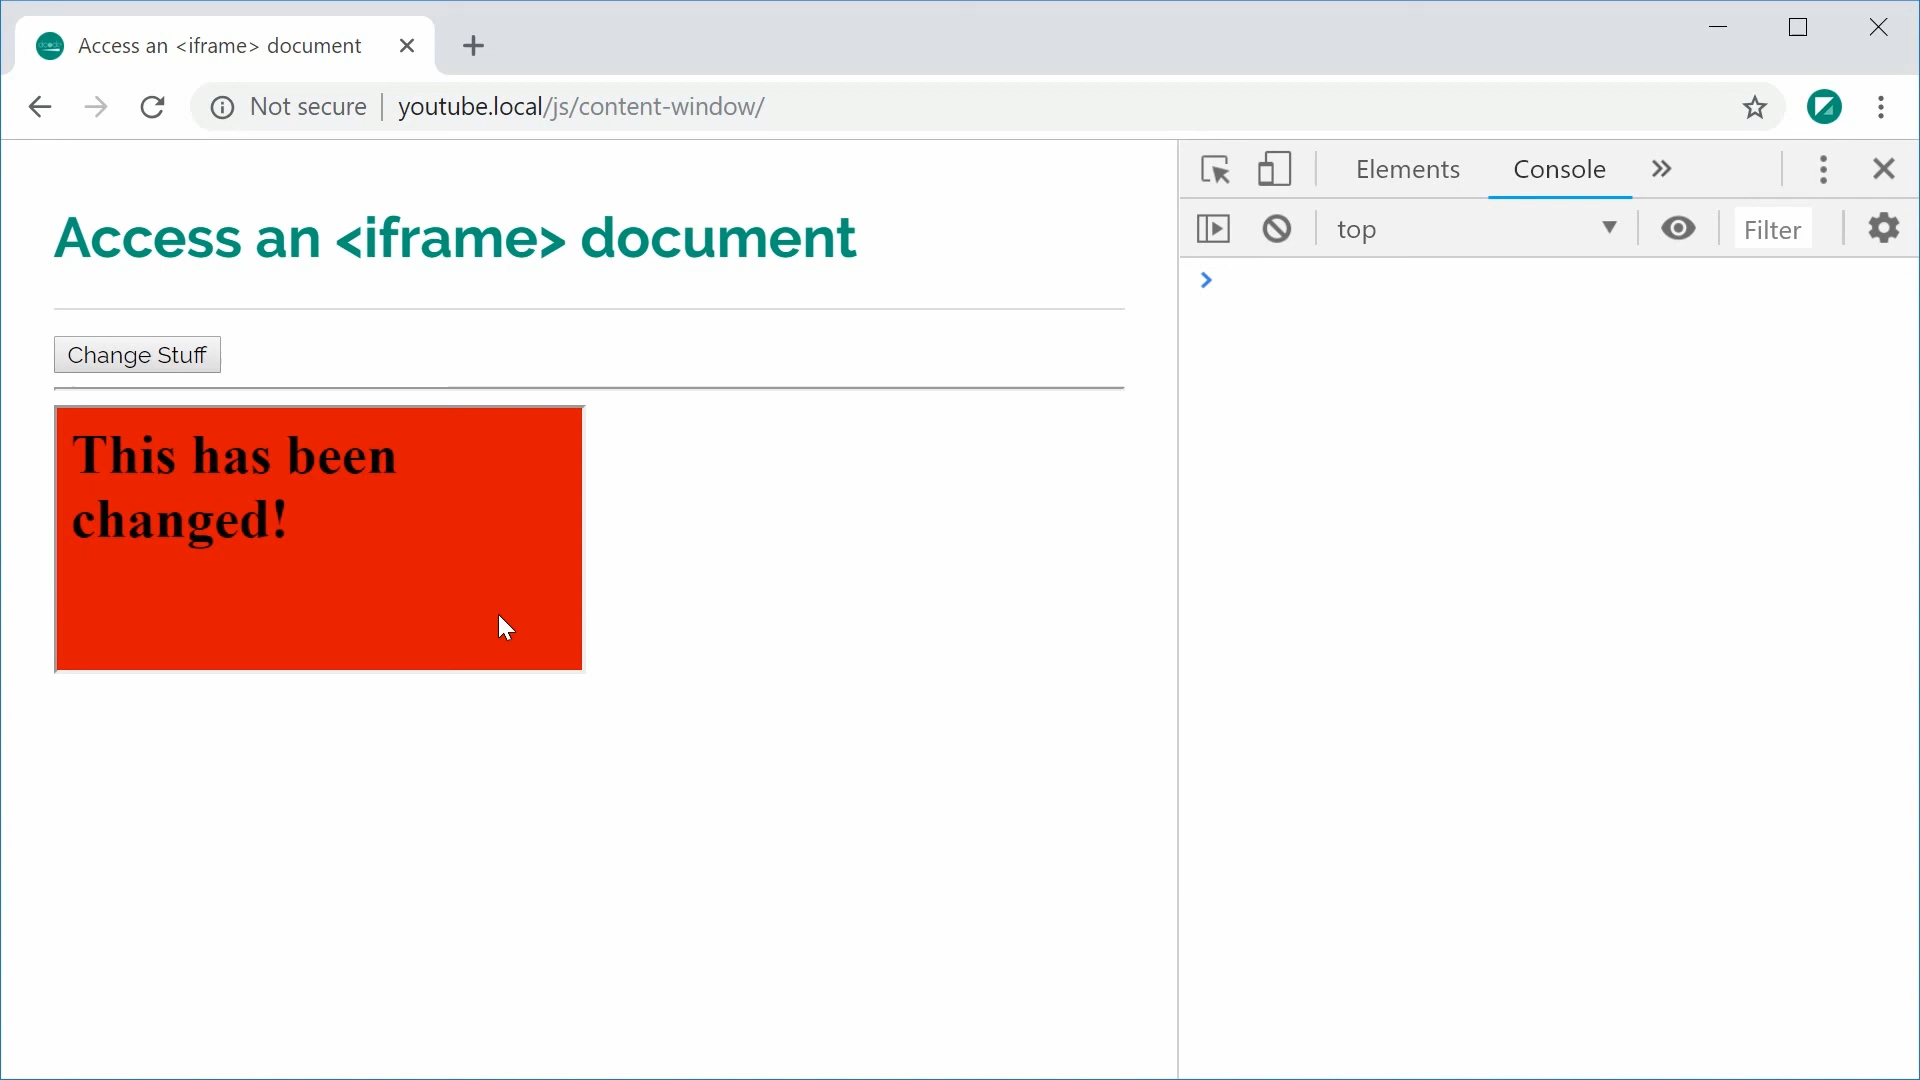 Access an <iframe> document
Not secure youtube.local/js/content-window/
Elements Console
top Filter
Access an <iframe> document
Change Stuff
This has been
changed!